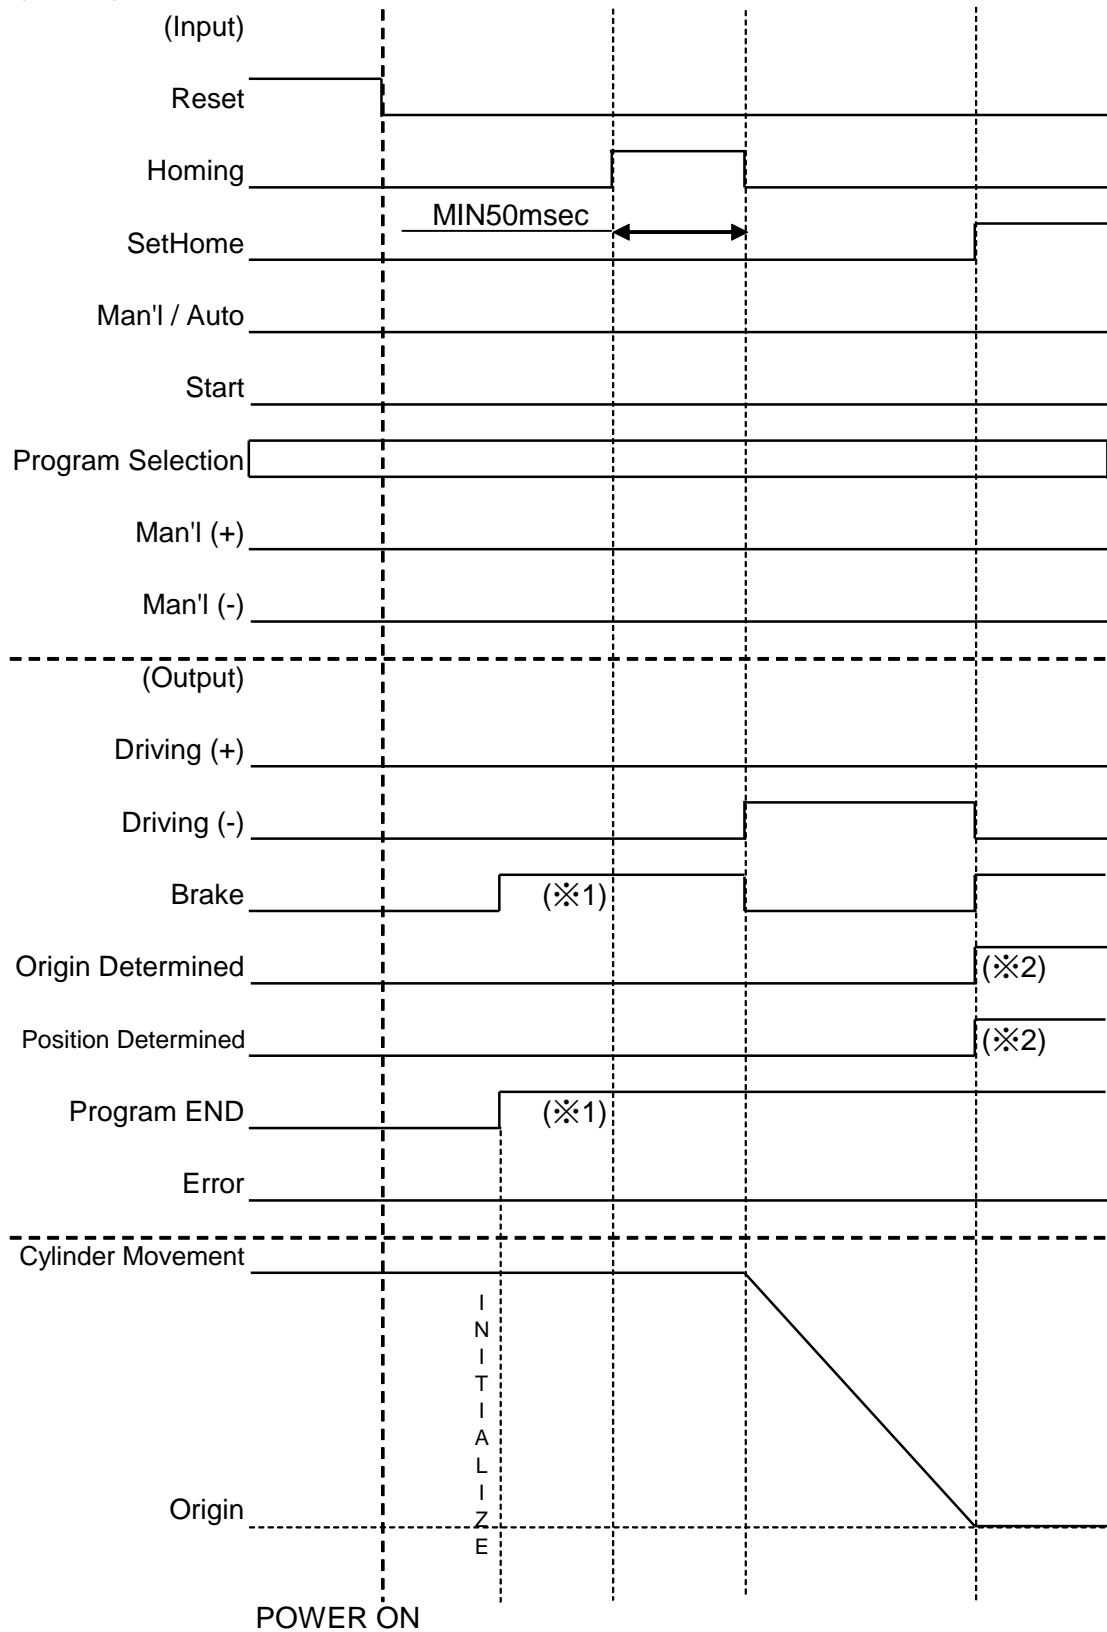 (Input)
Reset
Homing
MIN50msec
SetHome
Man'l / Auto
Start
Program Selection
Man'l (+)
Man'l (-)
(Output)
Driving (+)
Driving (-)
Brake
(※1)
Origin Determined
(※2)
Position Determined
(※2)
Program END
(※1)
Error
Cylinder Movement
INITIALIZE
Origin
POWER ON